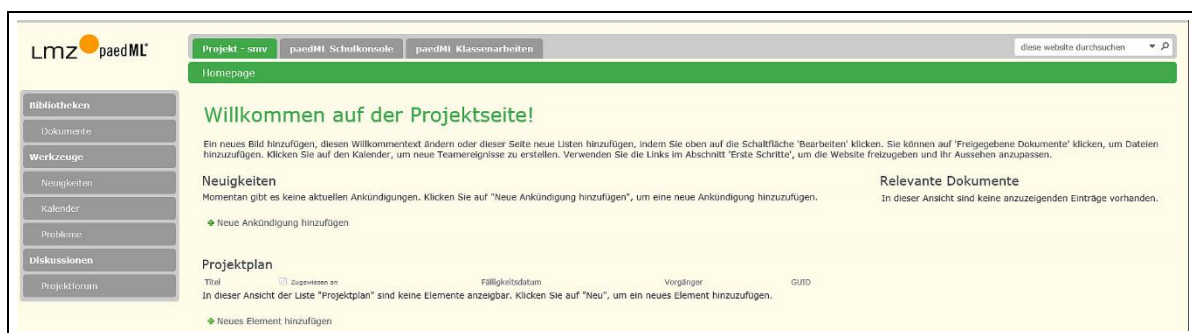 LMZ paedML®
Projekt - smv paedML Schulkonsole paedML Klassenarbeiten diese website durchsuchen
Homepage
Bibliotheken
Dokumente
Werkzeuge
Neuigkeiten
Kalender
Probleme
Diskussionen
Projektforum
Willkommen auf der Projektseite!
Ein neues Bild hinzufügen, diesen Willkommentext ändern oder dieser Seite neue Listen hinzufügen, indem Sie oben auf die Schaltfläche 'Bearbeiten' klicken. Sie können auf 'Freigegebene Dokumente' klicken, um Dateien
hinzuzufügen. Klicken Sie auf den Kalender, um neue Teamereignisse zu erstellen. Verwenden Sie die Links im Abschnitt 'Erste Schritte', um die Website freizugeben und ihr Aussehen anzupassen.
Neuigkeiten
Momentan gibt es keine aktuellen Ankündigungen. Klicken Sie auf "Neue Ankündigung hinzufügen", um eine neue Ankündigung hinzuzufügen.
Neue Ankündigung hinzufügen
Relevante Dokumente
In dieser Ansicht sind keine anzuzeigenden Einträge vorhanden.
Projektplan
Titel Zugewiesen an Fälligkeitsdatum Vorgänger GUID
In dieser Ansicht der Liste "Projektplan" sind keine Elemente anzeigbar. Klicken Sie auf "Neu", um ein neues Element hinzuzufügen.
Neues Element hinzufügen